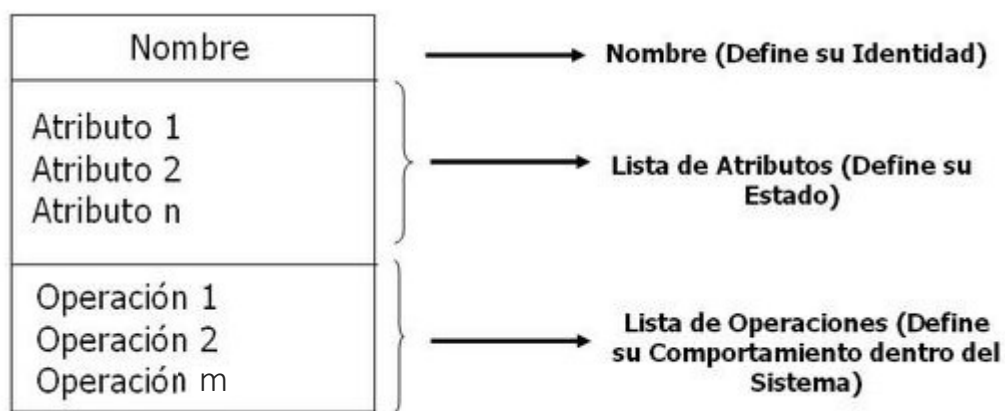 Nombre
Nombre (Define su Identidad)
Atributo 1
Atributo 2
Atributo n
Lista de Atributos (Define su
Estado)
Operación 1
Operación 2
Operación m
Lista de Operaciones (Define
su Comportamiento dentro del
Sistema)